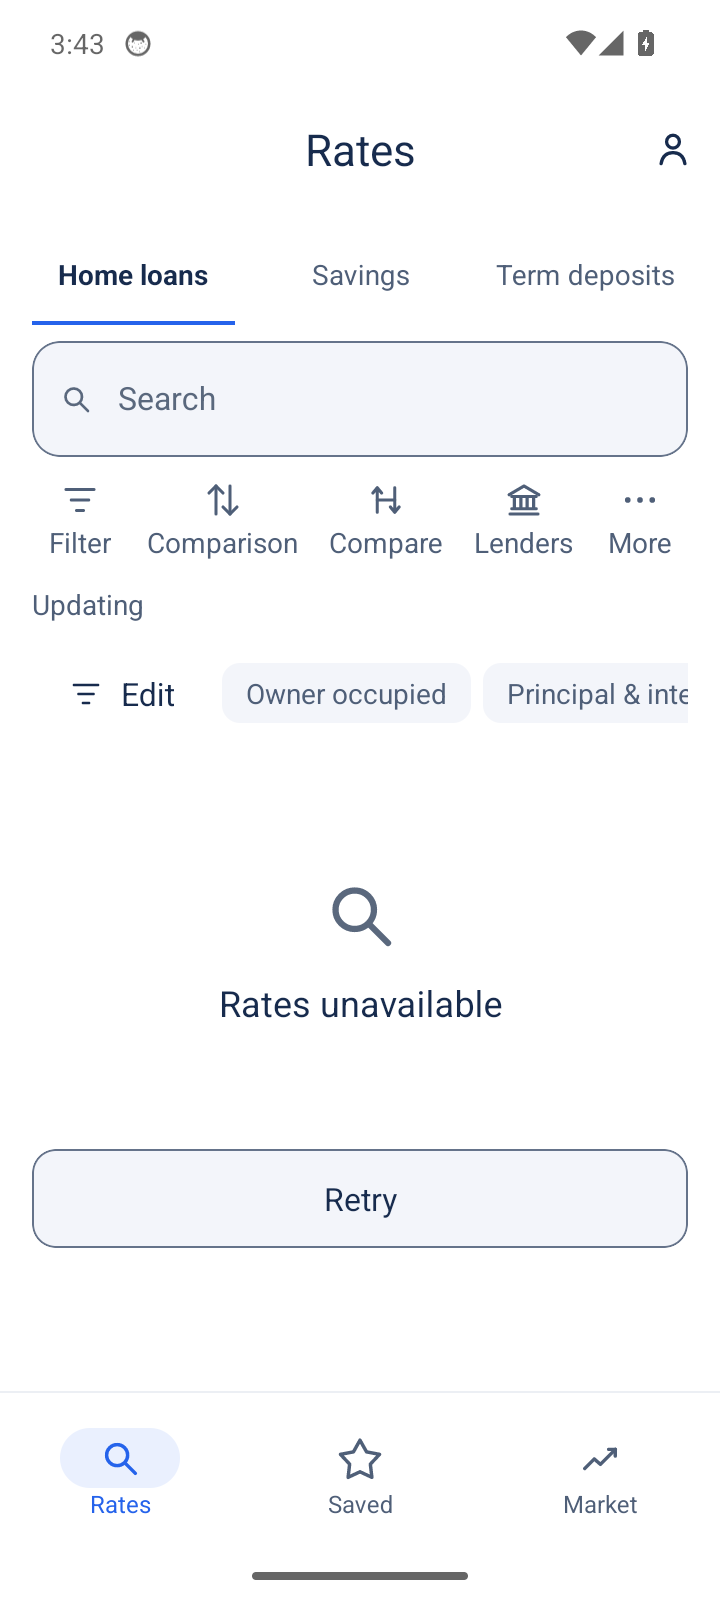 3:43
Rates
Home loans Savings Term deposits
Search
Filter Comparison Compare Lenders More
Updating
Edit Owner occupied Principal & inte
Rates unavailable
Retry
Rates Saved Market